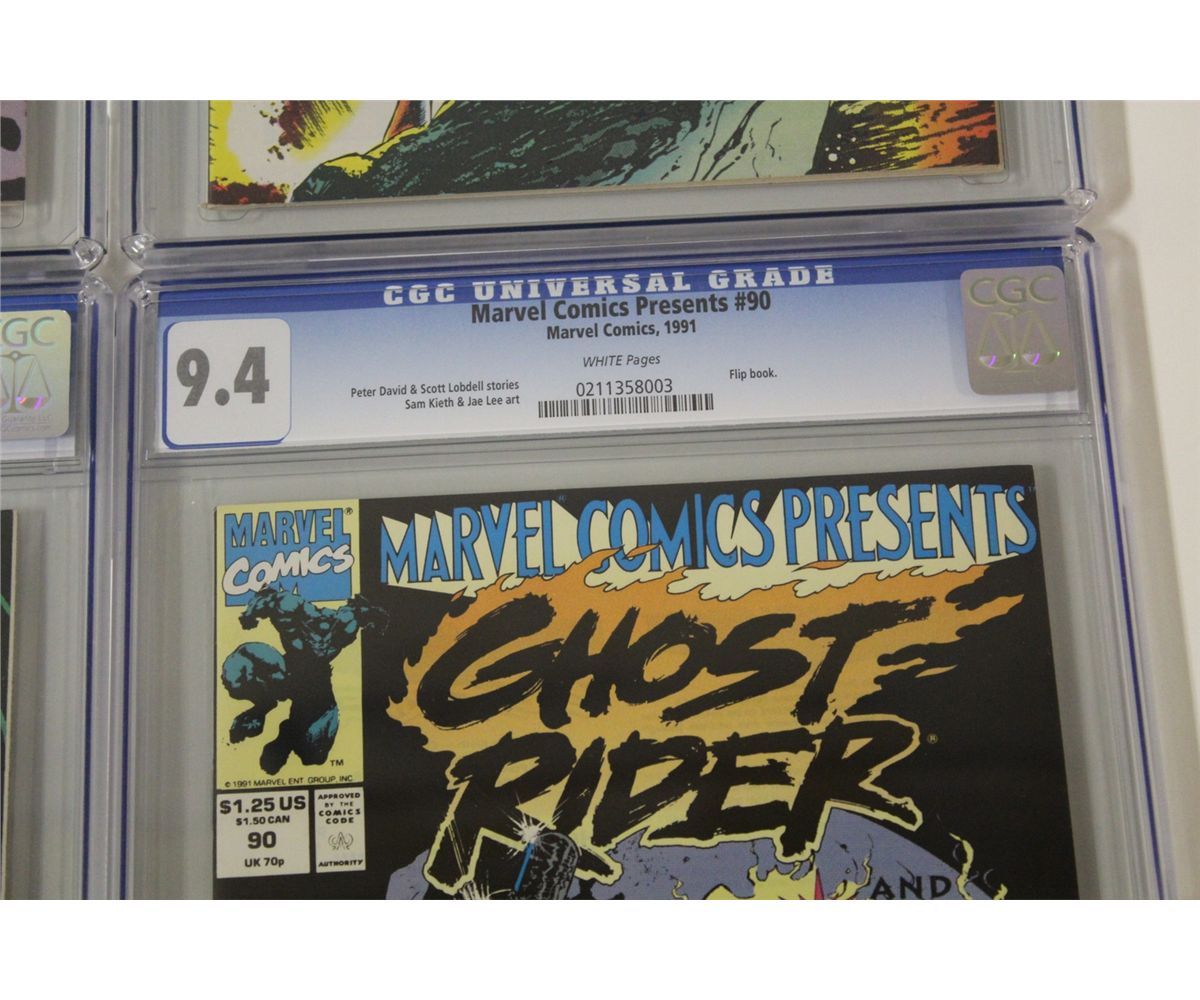 CGC UNIVERSAL GRADE
Marvel Comics Presents #90
Marvel Comics, 1991
9.4
WHITE Pages
Peter David & Scott Lobdell stories
Sam Kieth & Jae Lee art
0211358003
Flip book.
CGC
CGC
MARVEL®
COMICS
TM
© 1991 MARVEL ENT. GROUP, INC.
$1.25 US
$1.50 CAN
90
UK 70p
APPROVED
BY THE
COMICS
CODE
AUTHORITY
MARVEL COMICS PRESENTS
GHOST
RIDER®
AND